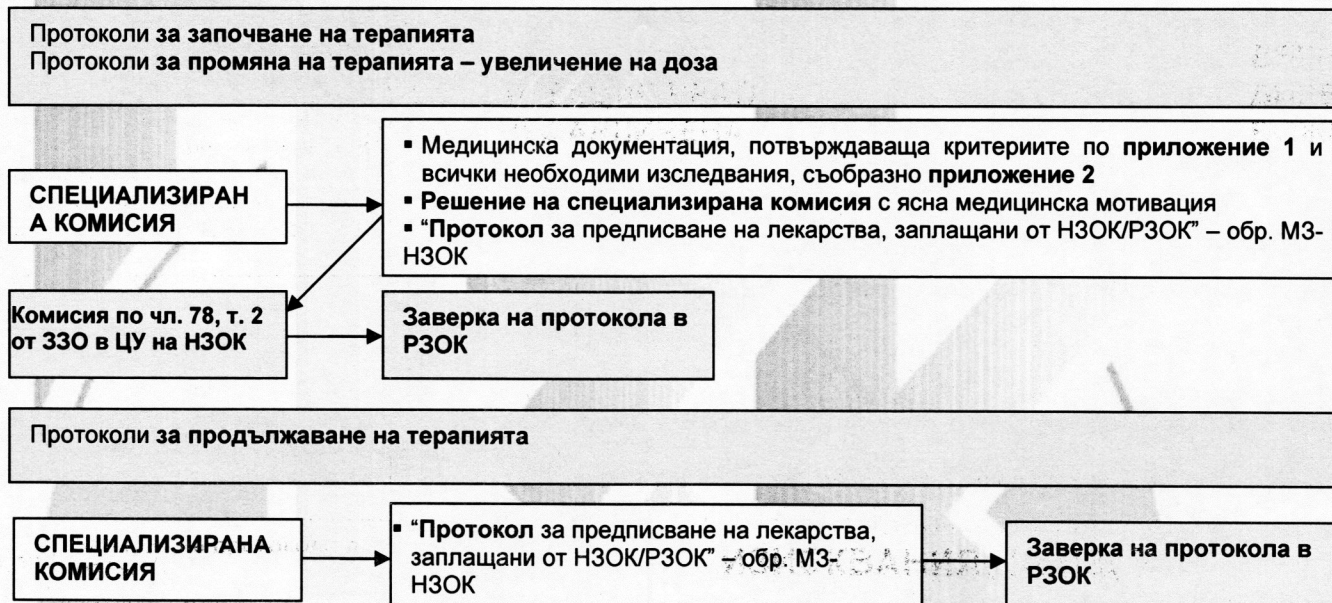 Протоколи за започване на терапията
Протоколи за промяна на терапията – увеличение на доза
СПЕЦИАЛИЗИРАН
А КОМИСИЯ
▪ Медицинска документация, потвърждаваща критериите по приложение 1 и
всички необходими изследвания, съобразно приложение 2
▪ Решение на специализирана комисия с ясна медицинска мотивация
▪ “Протокол за предписване на лекарства, заплащани от НЗОК/РЗОК” – обр. МЗ-
НЗОК
Комисия по чл. 78, т. 2
от ЗЗО в ЦУ на НЗОК
Заверка на протокола в
РЗОК
Протоколи за продължаване на терапията
СПЕЦИАЛИЗИРАНА
КОМИСИЯ
▪ “Протокол за предписване на лекарства,
заплащани от НЗОК/РЗОК” – обр. МЗ-
НЗОК
Заверка на протокола в
РЗОК